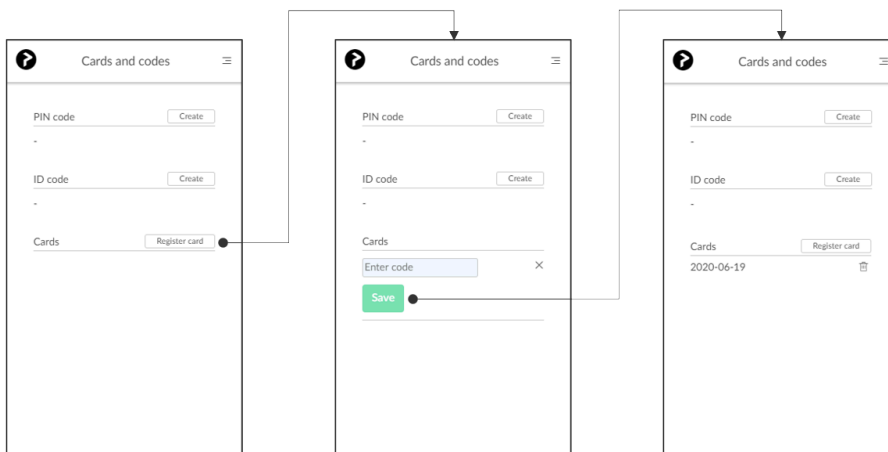 Cards and codes
PIN code Create
-
ID code Create
-
Cards Register card
Cards and codes
PIN code Create
-
ID code Create
-
Cards
Enter code
Save
Cards and codes
PIN code Create
-
ID code Create
-
Cards Register card
2020-06-19